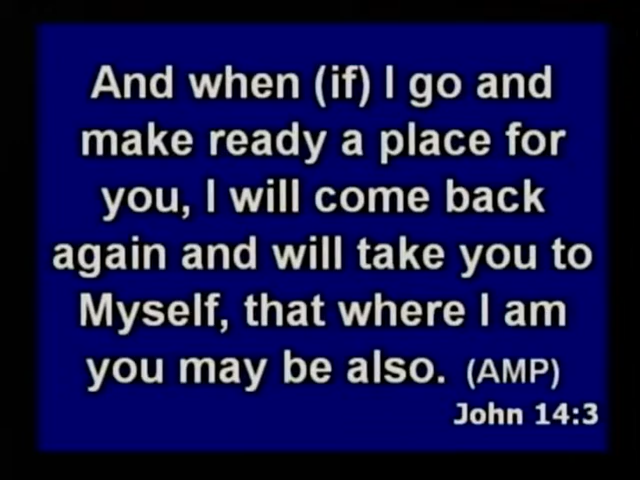 And when (if) I go and
make ready a place for
you, I will come back
again and will take you to
Myself, that where I am
you may be also. (AMP)
John 14:3